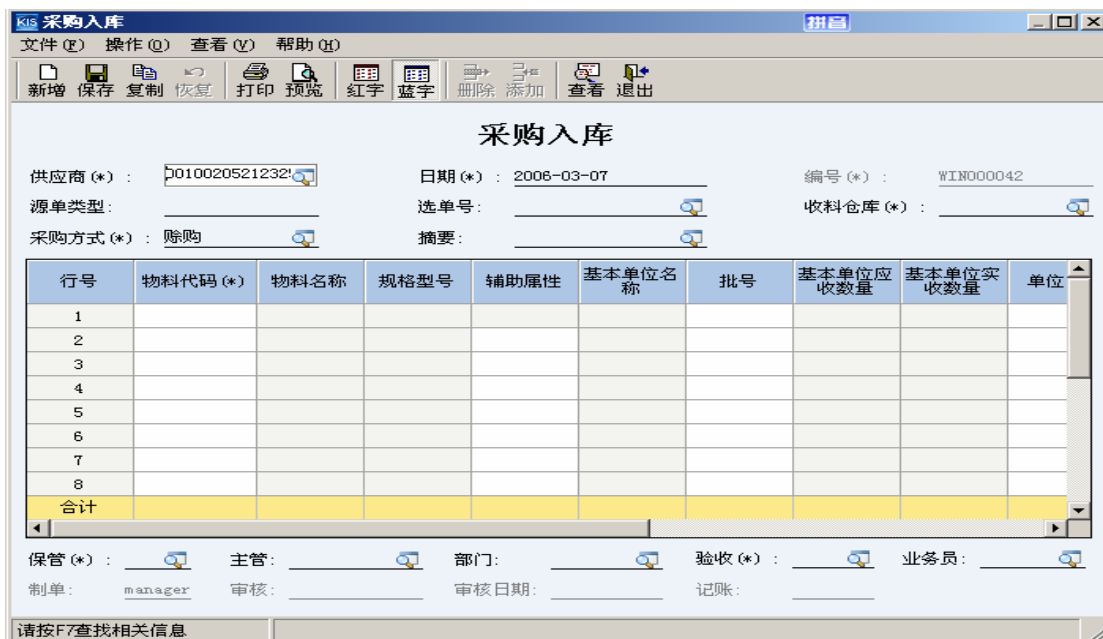 KIS 采购入库 拼音
文件(F) 操作(O) 查看(V) 帮助(H)
新增 保存 复制 恢复 打印 预览 红字 蓝字 删除 添加 查看 退出
采购入库
供应商(*) : 日期(*) : 2006-03-07 编号(*) : WIN000042
源单类型: 选单号: 收料仓库(*) :
采购方式(*) : 赊购 摘要:
行号 物料代码(*) 物料名称 规格型号 辅助属性 基本单位名称 批号 基本单位应收数量 基本单位实收数量 单位
1
2
3
4
5
6
7
8
合计
保管(*) : 主管: 部门: 验收(*) : 业务员:
制单: manager 审核: 审核日期: 记账:
请按F7查找相关信息